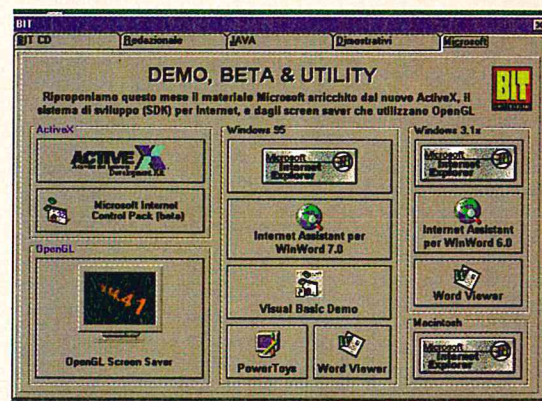 BIT
BIT CD
Redazionale
JAVA
Dimostrativi
Microsoft
DEMO, BETA & UTILITY
BIT
Riproponiamo questo mese il materiale Microsoft arricchito dal nuovo ActiveX, il
sistema di sviluppo (SDK) per Internet, e dagli screen saver che utilizzano OpenGL
ActiveX
ACTIVEX
Development Kit
Microsoft Internet
Control Pack (beta)
OpenGL
OpenGL Screen Saver
Windows 95
Microsoft
Internet
Explorer
Internet Assistant per
WinWord 7.0
Visual Basic Demo
PowerToys
Word Viewer
Windows 3.1x
Microsoft
Internet
Explorer
Internet Assistant
per WinWord 6.0
Word Viewer
Macintosh
Microsoft
Internet
Explorer